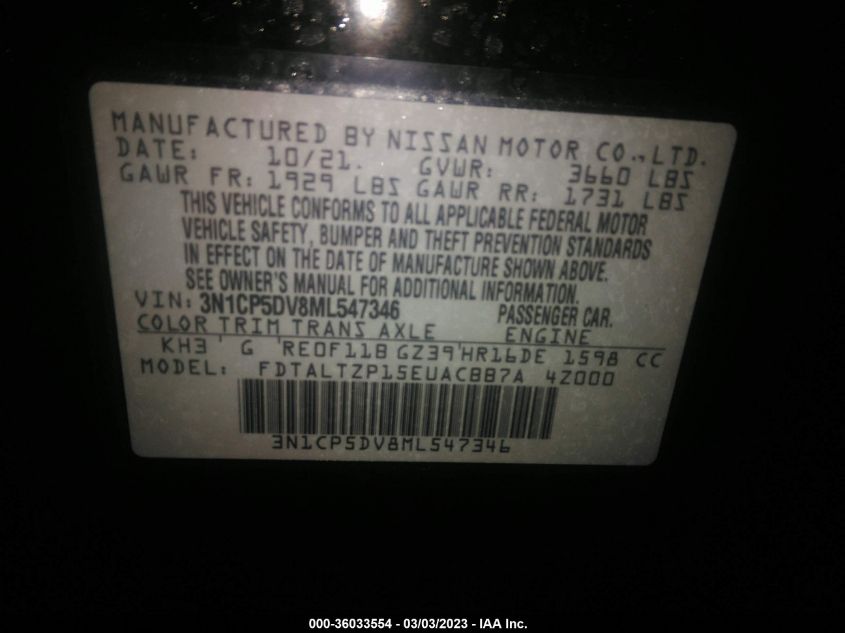 MANUFACTURED BY NISSAN MOTOR CO., LTD.
DATE: 10/21. GVWR: 3660 LBS
GAWR FR: 1929 LBS GAWR RR: 1731 LBS
THIS VEHICLE CONFORMS TO ALL APPLICABLE FEDERAL MOTOR
VEHICLE SAFETY, BUMPER AND THEFT PREVENTION STANDARDS
IN EFFECT ON THE DATE OF MANUFACTURE SHOWN ABOVE.
SEE OWNER'S MANUAL FOR ADDITIONAL INFORMATION.
VIN: 3N1CP5DV8ML547346 PASSENGER CAR.
COLOR TRIM TRANS AXLE ENGINE
KH3 ' G 'RE0F11B GZ39'HR16DE 1598 CC
MODEL: FDTALTZP15EUACBB7A 4Z000
3N1CP5DV8ML547346
000-36033554 — 03/03/2023 — IAA Inc.